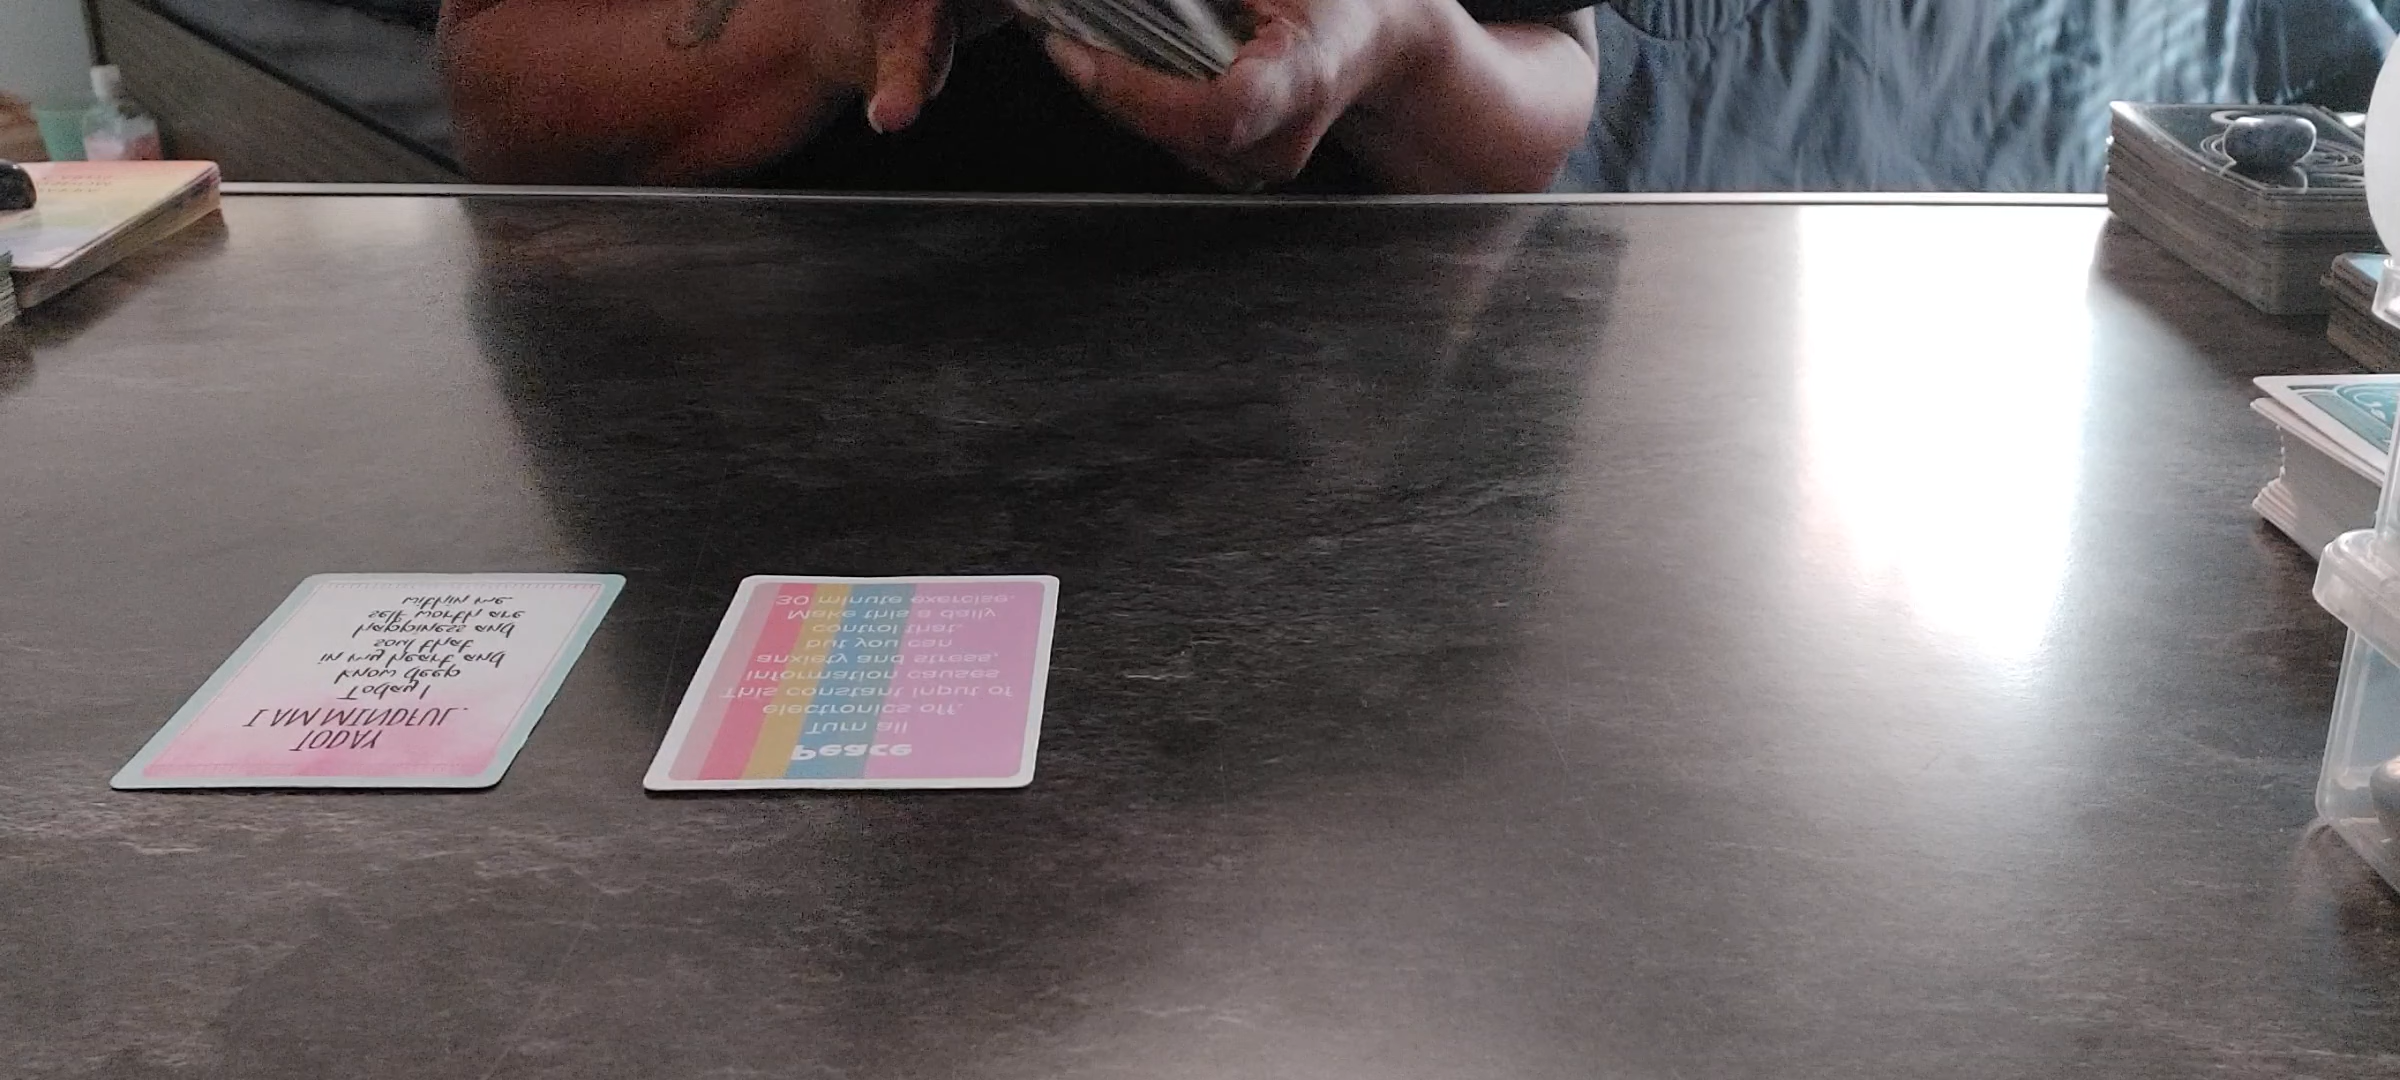 TODAY
I AM MINDFUL.
Today I
know deep
in my heart and
soul that
happiness and
self worth are
within me.
Peace
Turn all
electronics off.
This constant input of
information causes
anxiety and stress,
but you can
control that.
Make this a daily
30 minute exercise.